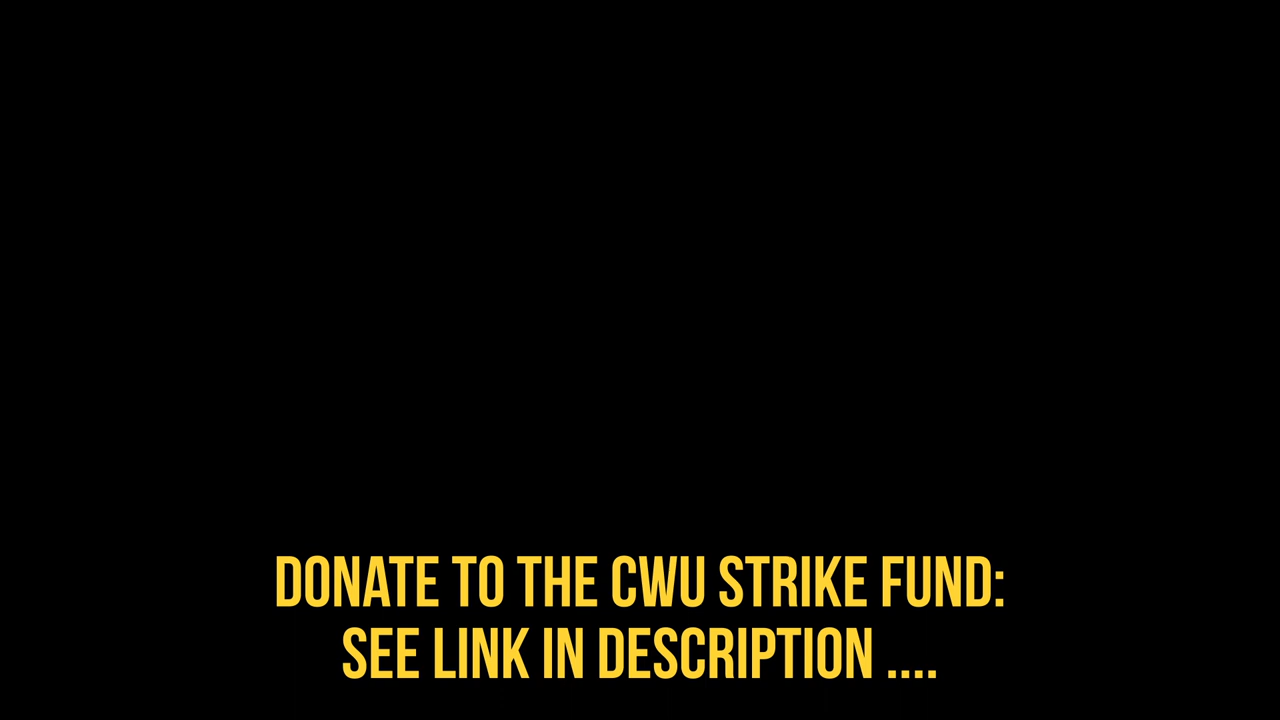 DONATE TO THE CWU STRIKE FUND:
SEE LINK IN DESCRIPTION ....